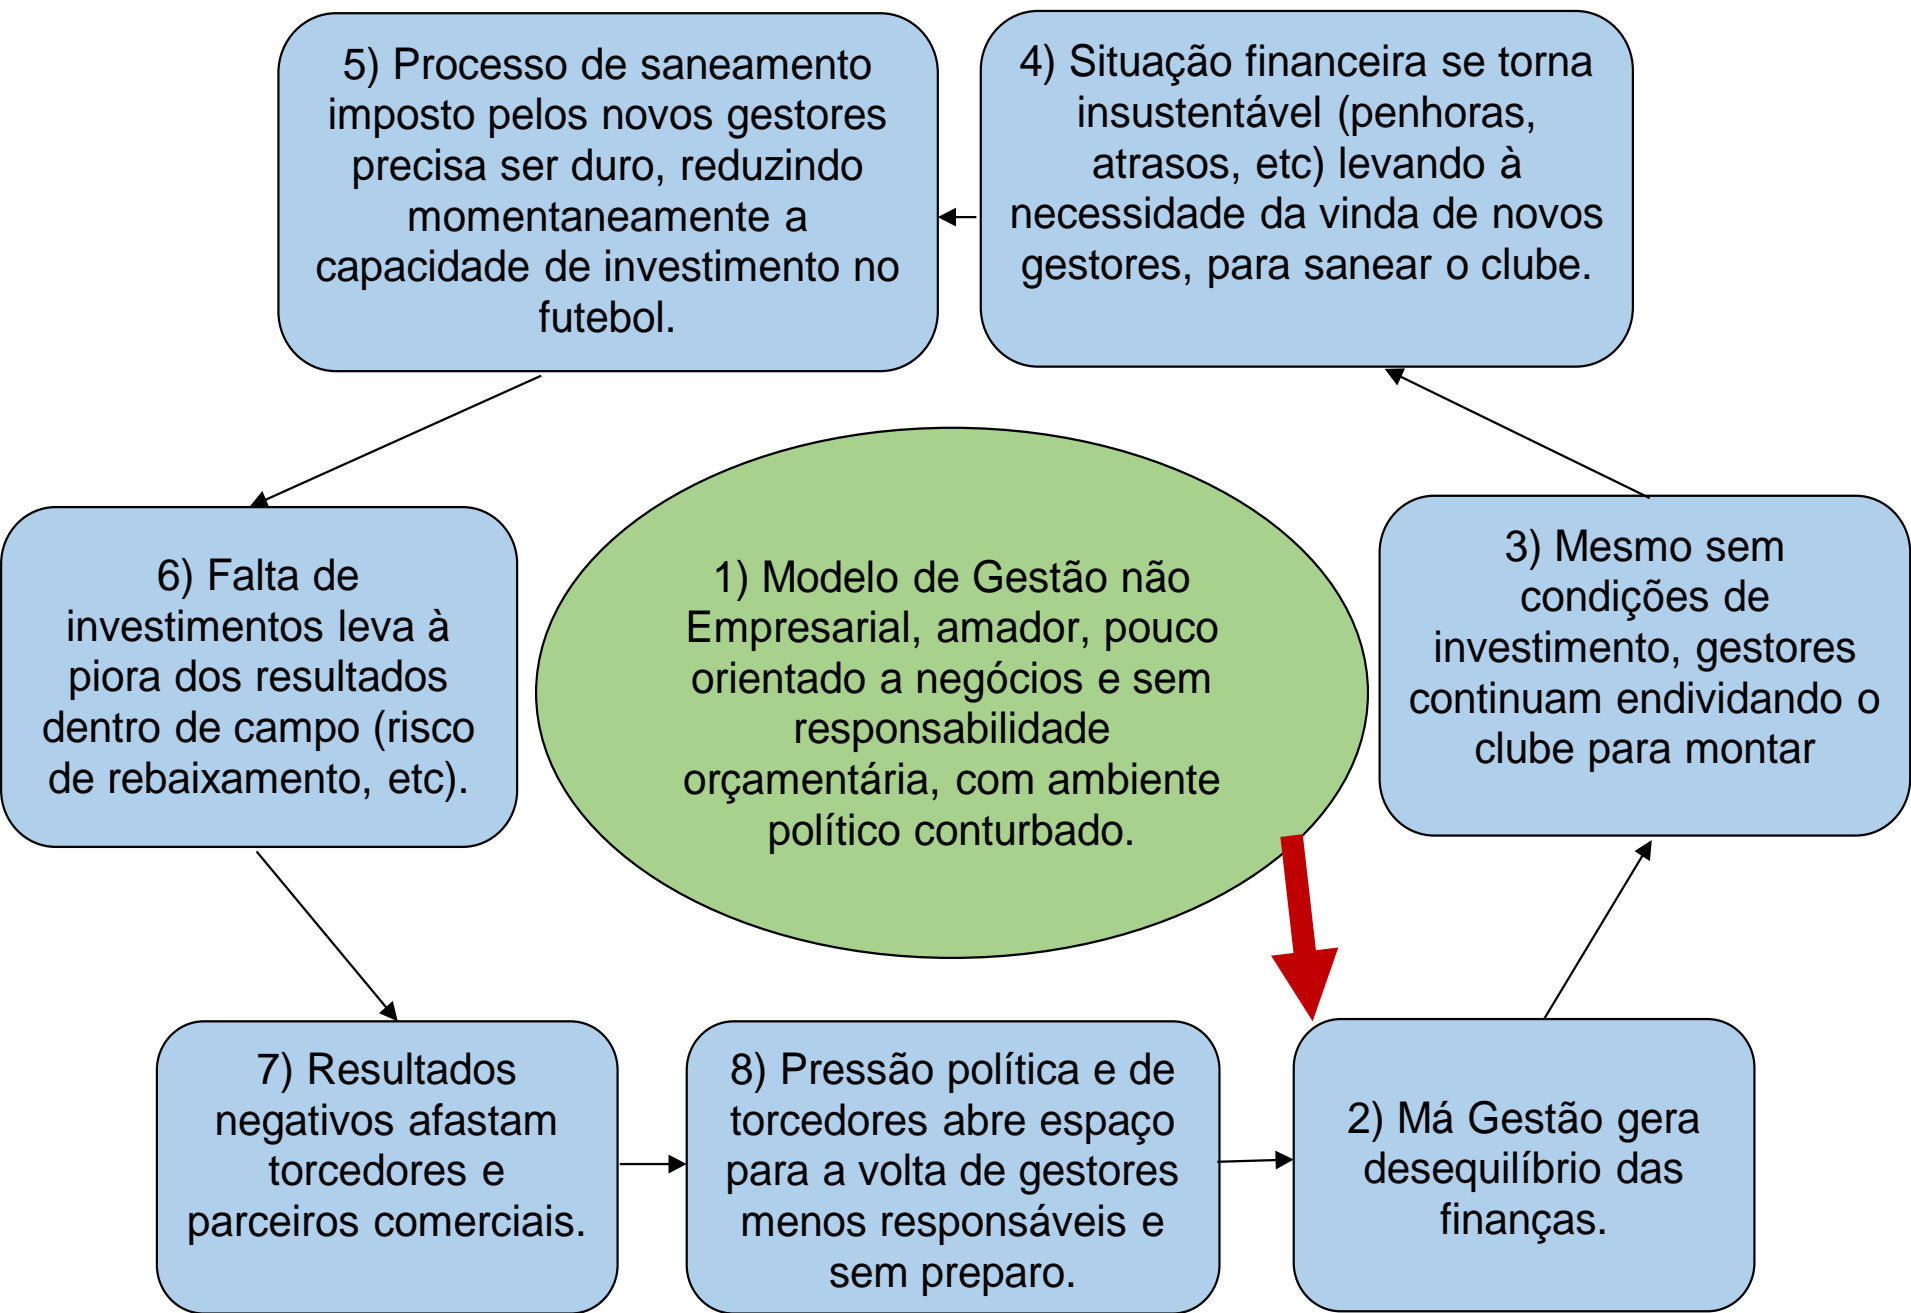 5) Processo de saneamento
imposto pelos novos gestores
precisa ser duro, reduzindo
momentaneamente a
capacidade de investimento no
futebol.
4) Situação financeira se torna
insustentável (penhoras,
atrasos, etc) levando à
necessidade da vinda de novos
gestores, para sanear o clube.
6) Falta de
investimentos leva à
piora dos resultados
dentro de campo (risco
de rebaixamento, etc).
1) Modelo de Gestão não
Empresarial, amador, pouco
orientado a negócios e sem
responsabilidade
orçamentária, com ambiente
político conturbado.
3) Mesmo sem
condições de
investimento, gestores
continuam endividando o
clube para montar
7) Resultados
negativos afastam
torcedores e
parceiros comerciais.
8) Pressão política e de
torcedores abre espaço
para a volta de gestores
menos responsáveis e
sem preparo.
2) Má Gestão gera
desequilíbrio das
finanças.